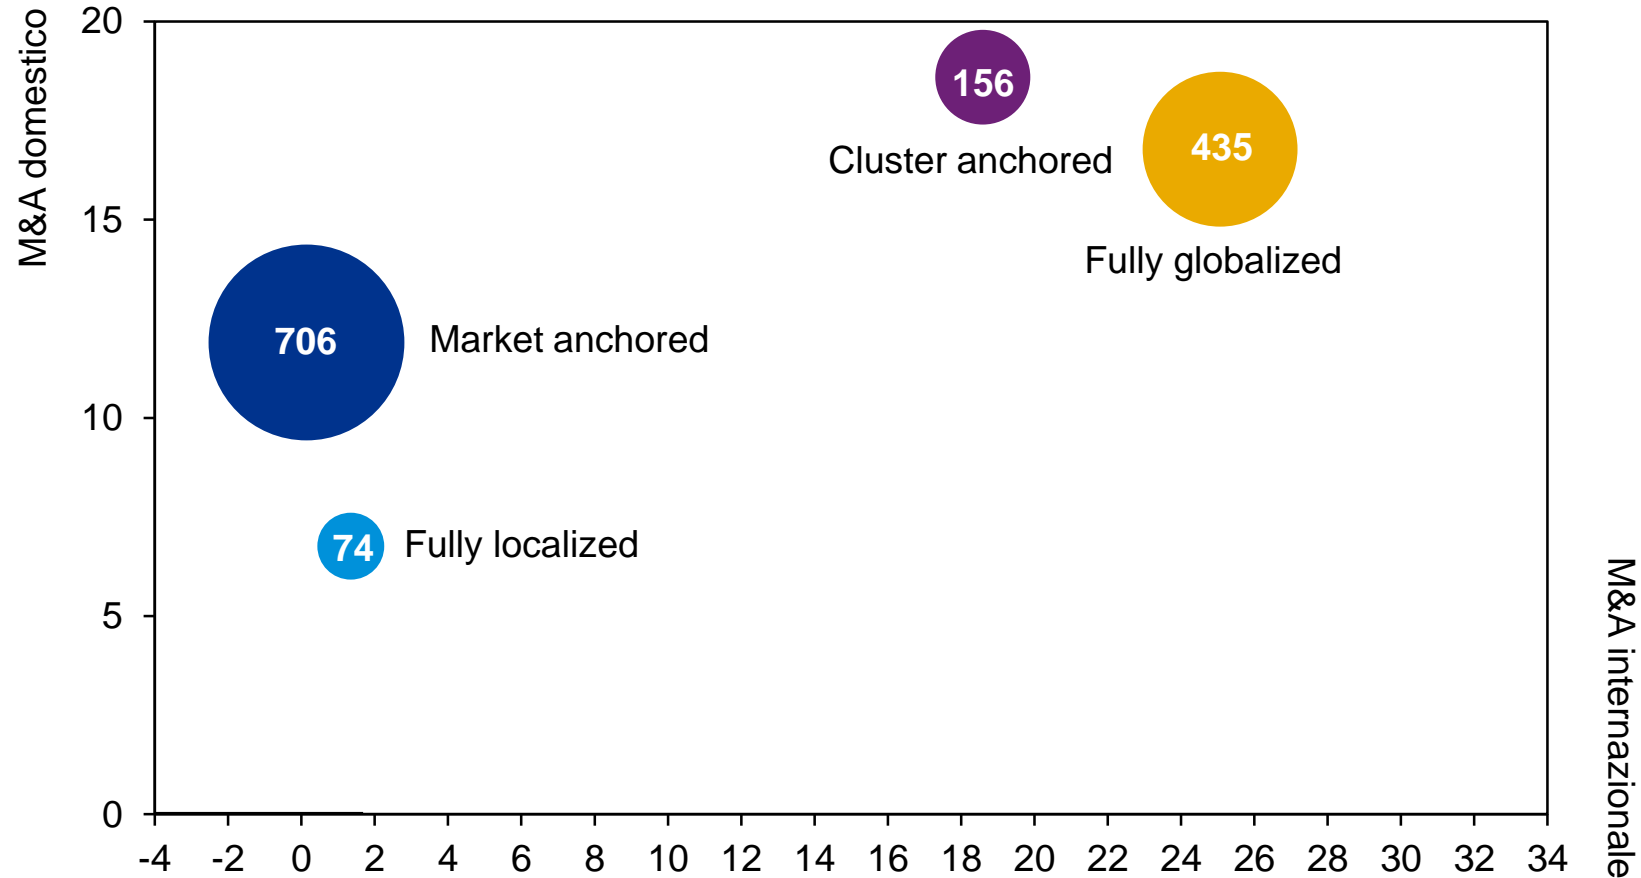 M&A domestico
20
156
435
Cluster anchored
15
Fully globalized
706
Market anchored
10
74
Fully localized
5
M&A internazionale
0
-4 -2 0 2 4 6 8 10 12 14 16 18 20 22 24 26 28 30 32 34